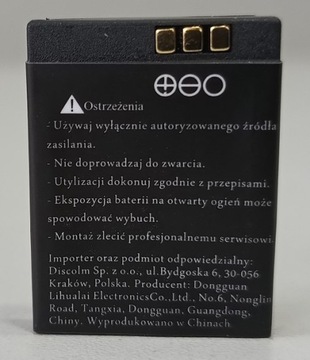 ⊕⊖○
Ostrzeżenia
- Używaj wyłącznie autoryzowanego źródła
zasilania.
- Nie doprowadzaj do zwarcia.
- Utylizacji dokonuj zgodnie z przepisami.
- Ekspozycja baterii na otwarty ogień może
spowodować wybuch.
- Montaż zlecić profesjonalnemu serwisowi.
Importer oraz podmiot odpowiedzialny:
Discolm Sp. z o.o., ul.Bydgoska 6, 30-056
Kraków, Polska. Producent: Dongguan
Lihualai ElectronicsCo.,Ltd., No.6, Nonglin
Road, Tangxia, Dongguan, Guangdong,
Chiny. Wyprodukowano w Chinach